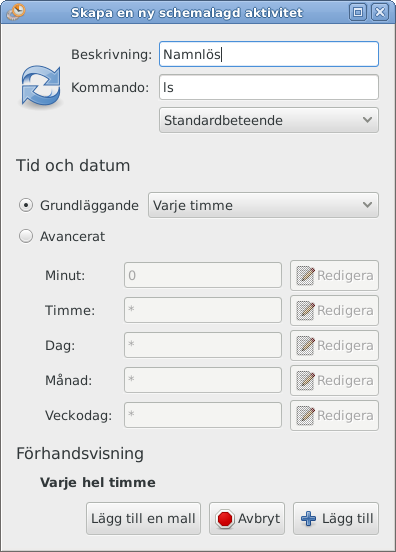 Skapa en ny schemalagd aktivitet
Beskrivning: Namnlös
Kommando: ls
Standardbeteende
Tid och datum
Grundläggande Varje timme
Avancerat
Minut: 0 Redigera
Timme: * Redigera
Dag: * Redigera
Månad: * Redigera
Veckodag: * Redigera
Förhandsvisning
Varje hel timme
Lägg till en mall Avbryt Lägg till